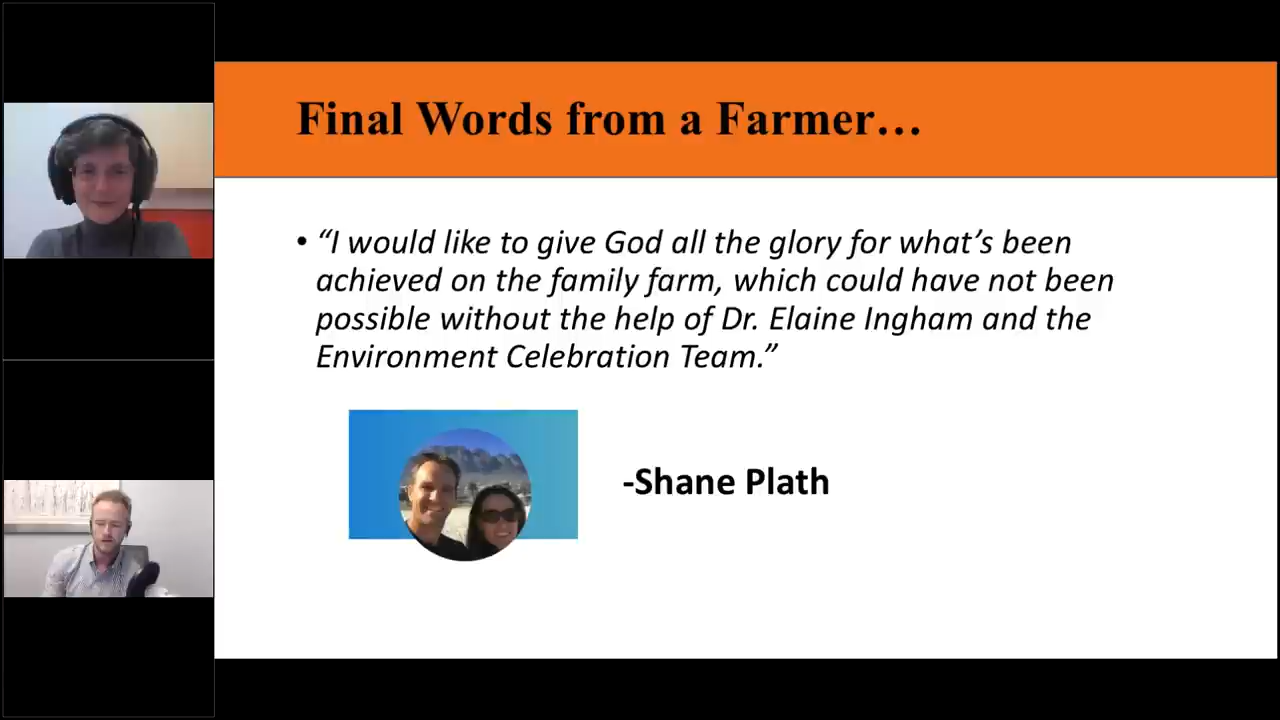 Final Words from a Farmer…
• “I would like to give God all the glory for what’s been
achieved on the family farm, which could have not been
possible without the help of Dr. Elaine Ingham and the
Environment Celebration Team.”
-Shane Plath